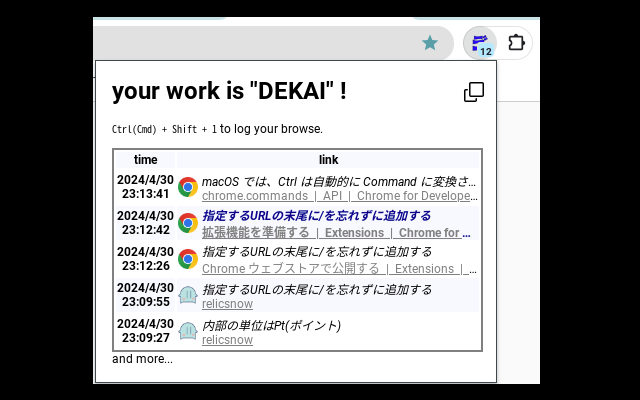 12
your work is "DEKAI" !
Ctrl(Cmd) + Shift + 1 to log your browse.
time link
2024/4/30 macOS では、Ctrl は自動的に Command に変換さ...
23:13:41 chrome.commands | API | Chrome for Develope...
2024/4/30 指定するURLの末尾に/を忘れずに追加する
23:12:42 拡張機能を準備する | Extensions | Chrome for ...
2024/4/30 指定するURLの末尾に/を忘れずに追加する
23:12:26 Chrome ウェブストアで公開する | Extensions | ...
2024/4/30 指定するURLの末尾に/を忘れずに追加する
23:09:55 relicsnow
2024/4/30 内部の単位はPt(ポイント)
23:09:27 relicsnow
and more...